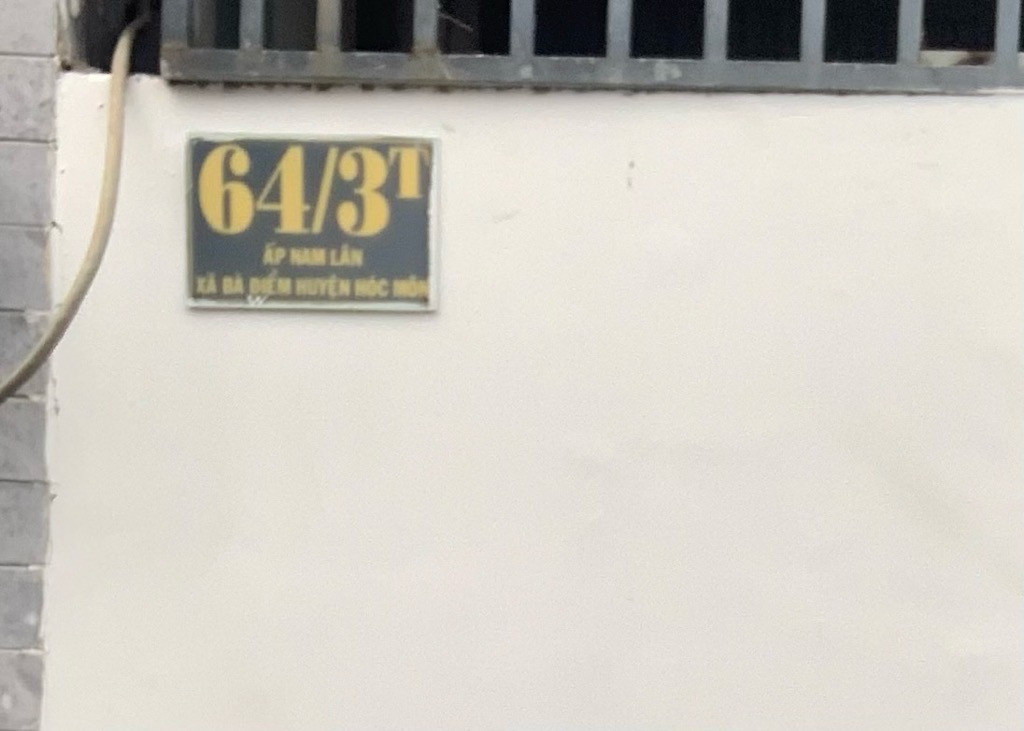 64/3T
ẤP NAM LÂN
XÃ BÀ ĐIỂM HUYỆN HÓC MÔN